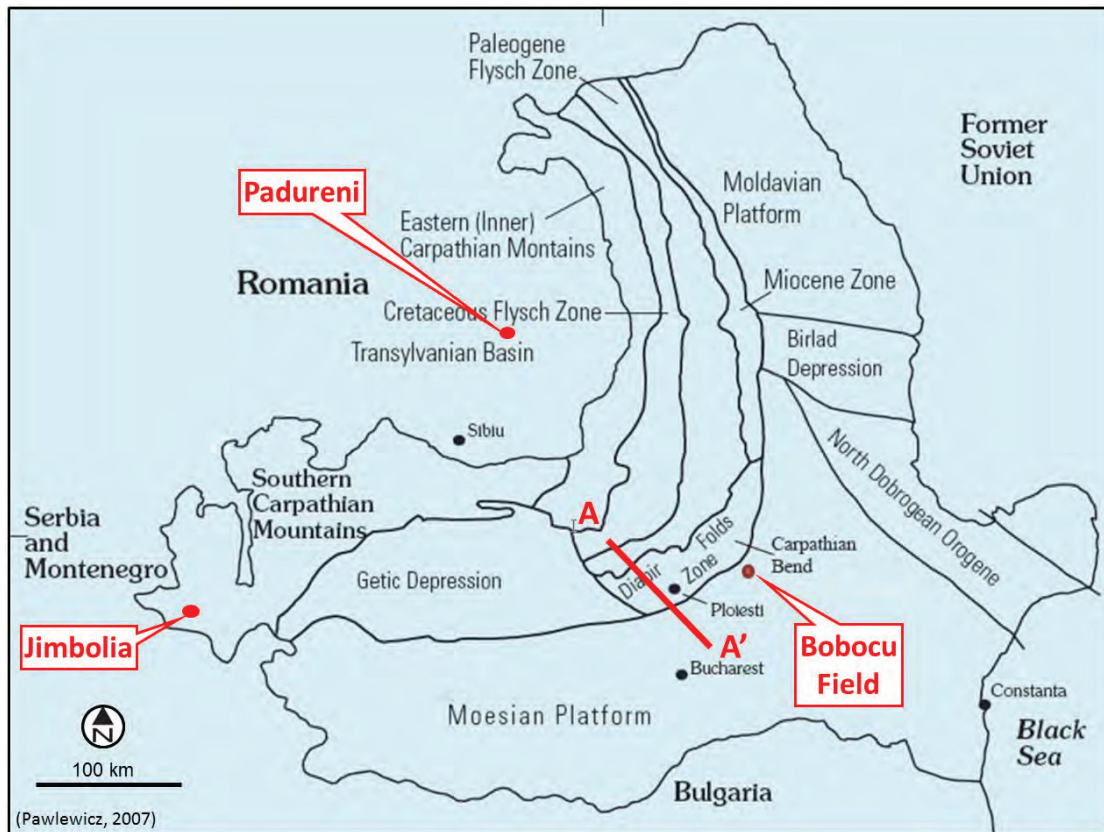 Paleogene
Flysch Zone
Former
Soviet
Union
Padureni
Moldavian
Platform
Eastern (Inner)
Carpathian Montains
Romania
Miocene Zone
Cretaceous Flysch Zone
Transylvanian Basin
Birlad
Depression
Sibiu
North Dobrogean Orogene
Southern
Carpathian
Mountains
Serbia
and
Montenegro
A
Diapir Folds
Zone
Carpathian
Bend
Getic Depression
Ploiesti
Jimbolia
A'
Bobocu
Field
Bucharest
Constanta
Moesian Platform
Black
Sea
N
100 km
Bulgaria
(Pawlewicz, 2007)